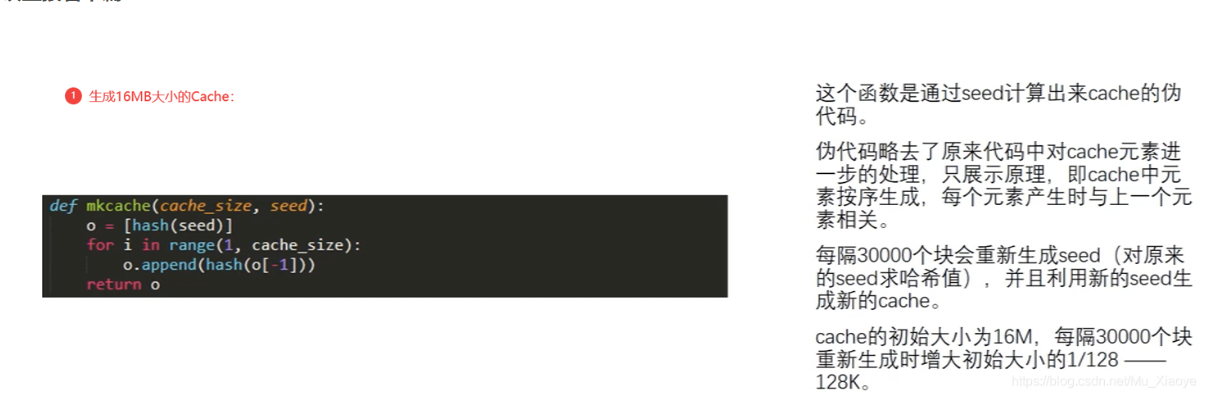 1 生成16MB大小的Cache:
def mkcache(cache_size, seed):
o = [hash(seed)]
for i in range(1, cache_size):
o.append(hash(o[-1]))
return o
这个函数是通过seed计算出来cache的伪
代码。
伪代码略去了原来代码中对cache元素进
一步的处理，只展示原理，即cache中元
素按序生成，每个元素产生时与上一个元
素相关。
每隔30000个块会重新生成seed（对原来
的seed求哈希值），并且利用新的seed生
成新的cache。
cache的初始大小为16M，每隔30000个块
重新生成时增大初始大小的1/128 ——
128K。
https://blog.csdn.net/Mu_Xiaoye